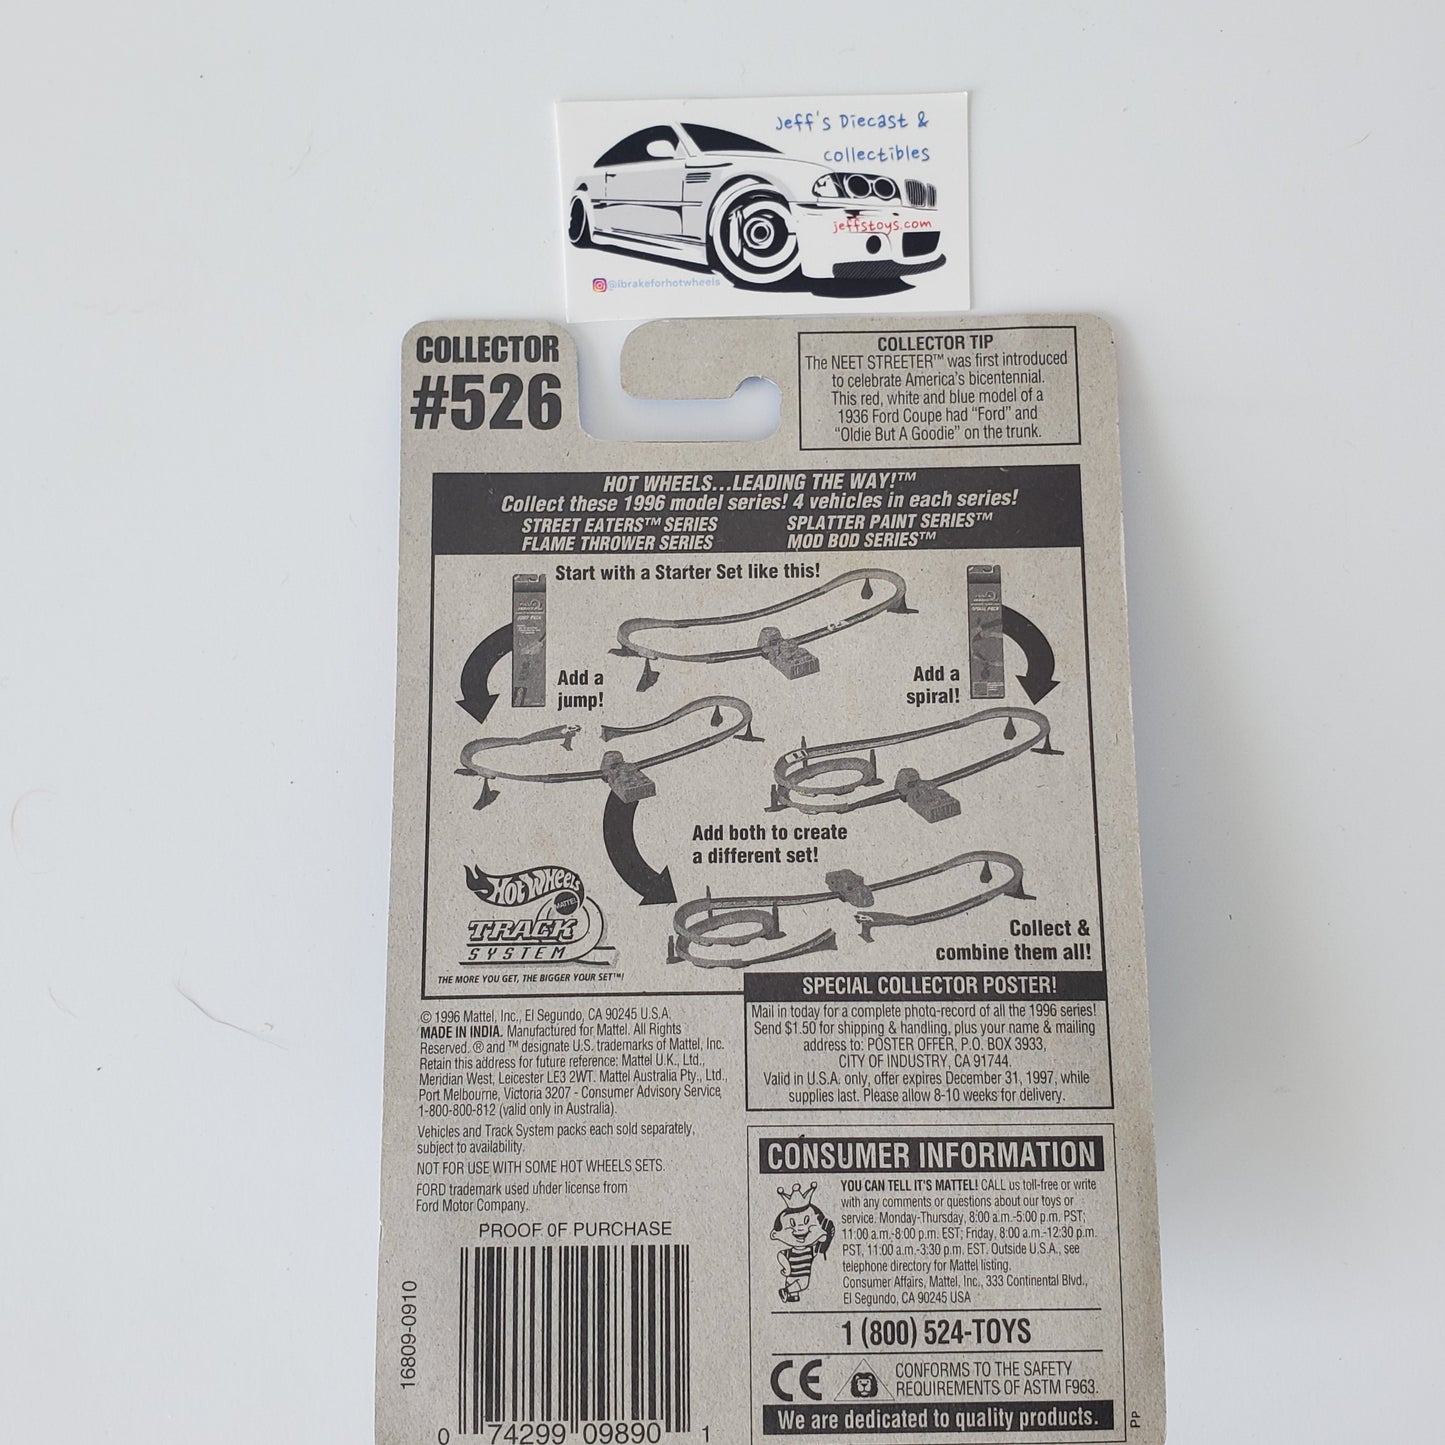 Jeff's Diecast &
collectibles
jeffstoys.com
@ibrakeforhotwheels
COLLECTOR
#526
COLLECTOR TIP
The NEET STREETER™ was first introduced
to celebrate America's bicentennial.
This red, white and blue model of a
1936 Ford Coupe had "Ford" and
"Oldie But A Goodie" on the trunk.
HOT WHEELS...LEADING THE WAY!™
Collect these 1996 model series! 4 vehicles in each series!
STREET EATERS™ SERIES
SPLATTER PAINT SERIES™
FLAME THROWER SERIES
MOD BOD SERIES™
Start with a Starter Set like this!
Add a
jump!
Add a
spiral!
Add both to create
a different set!
Collect &
combine them all!
HOT WHEELS
MATTEL
TRACK
SYSTEM
THE MORE YOU GET, THE BIGGER YOUR SET™!
SPECIAL COLLECTOR POSTER!
Mail in today for a complete photo-record of all the 1996 series!
Send $1.50 for shipping & handling, plus your name & mailing
address to: POSTER OFFER, P.O. BOX 3933,
CITY OF INDUSTRY, CA 91744.
Valid in U.S.A. only, offer expires December 31, 1997, while
supplies last. Please allow 8-10 weeks for delivery.
© 1996 Mattel, Inc., El Segundo, CA 90245 U.S.A.
MADE IN INDIA. Manufactured for Mattel. All Rights
Reserved. ® and ™ designate U.S. trademarks of Mattel, Inc.
Retain this address for future reference: Mattel U.K., Ltd.,
Meridian West, Leicester LE3 2WT. Mattel Australia Pty., Ltd.,
Port Melbourne, Victoria 3207 - Consumer Advisory Service,
1-800-800-812 (valid only in Australia).
Vehicles and Track System packs each sold separately,
subject to availability.
NOT FOR USE WITH SOME HOT WHEELS SETS.
FORD trademark used under license from
Ford Motor Company.
PROOF OF PURCHASE
16809-0910
0 74299 09890 1
CONSUMER INFORMATION
YOU CAN TELL IT'S MATTEL! CALL us toll-free or write
with any comments or questions about our toys or
service. Monday-Thursday, 8:00 a.m.-5:00 p.m. PST;
11:00 a.m.-8:00 p.m. EST; Friday, 8:00 a.m.-12:30 p.m.
PST, 11:00 a.m.-3:30 p.m. EST. Outside U.S.A., see
telephone directory for Mattel listing.
Consumer Affairs, Mattel, Inc., 333 Continental Blvd.,
El Segundo, CA 90245 USA
1 (800) 524-TOYS
CE
CONFORMS TO THE SAFETY
REQUIREMENTS OF ASTM F963.
We are dedicated to quality products.
PP